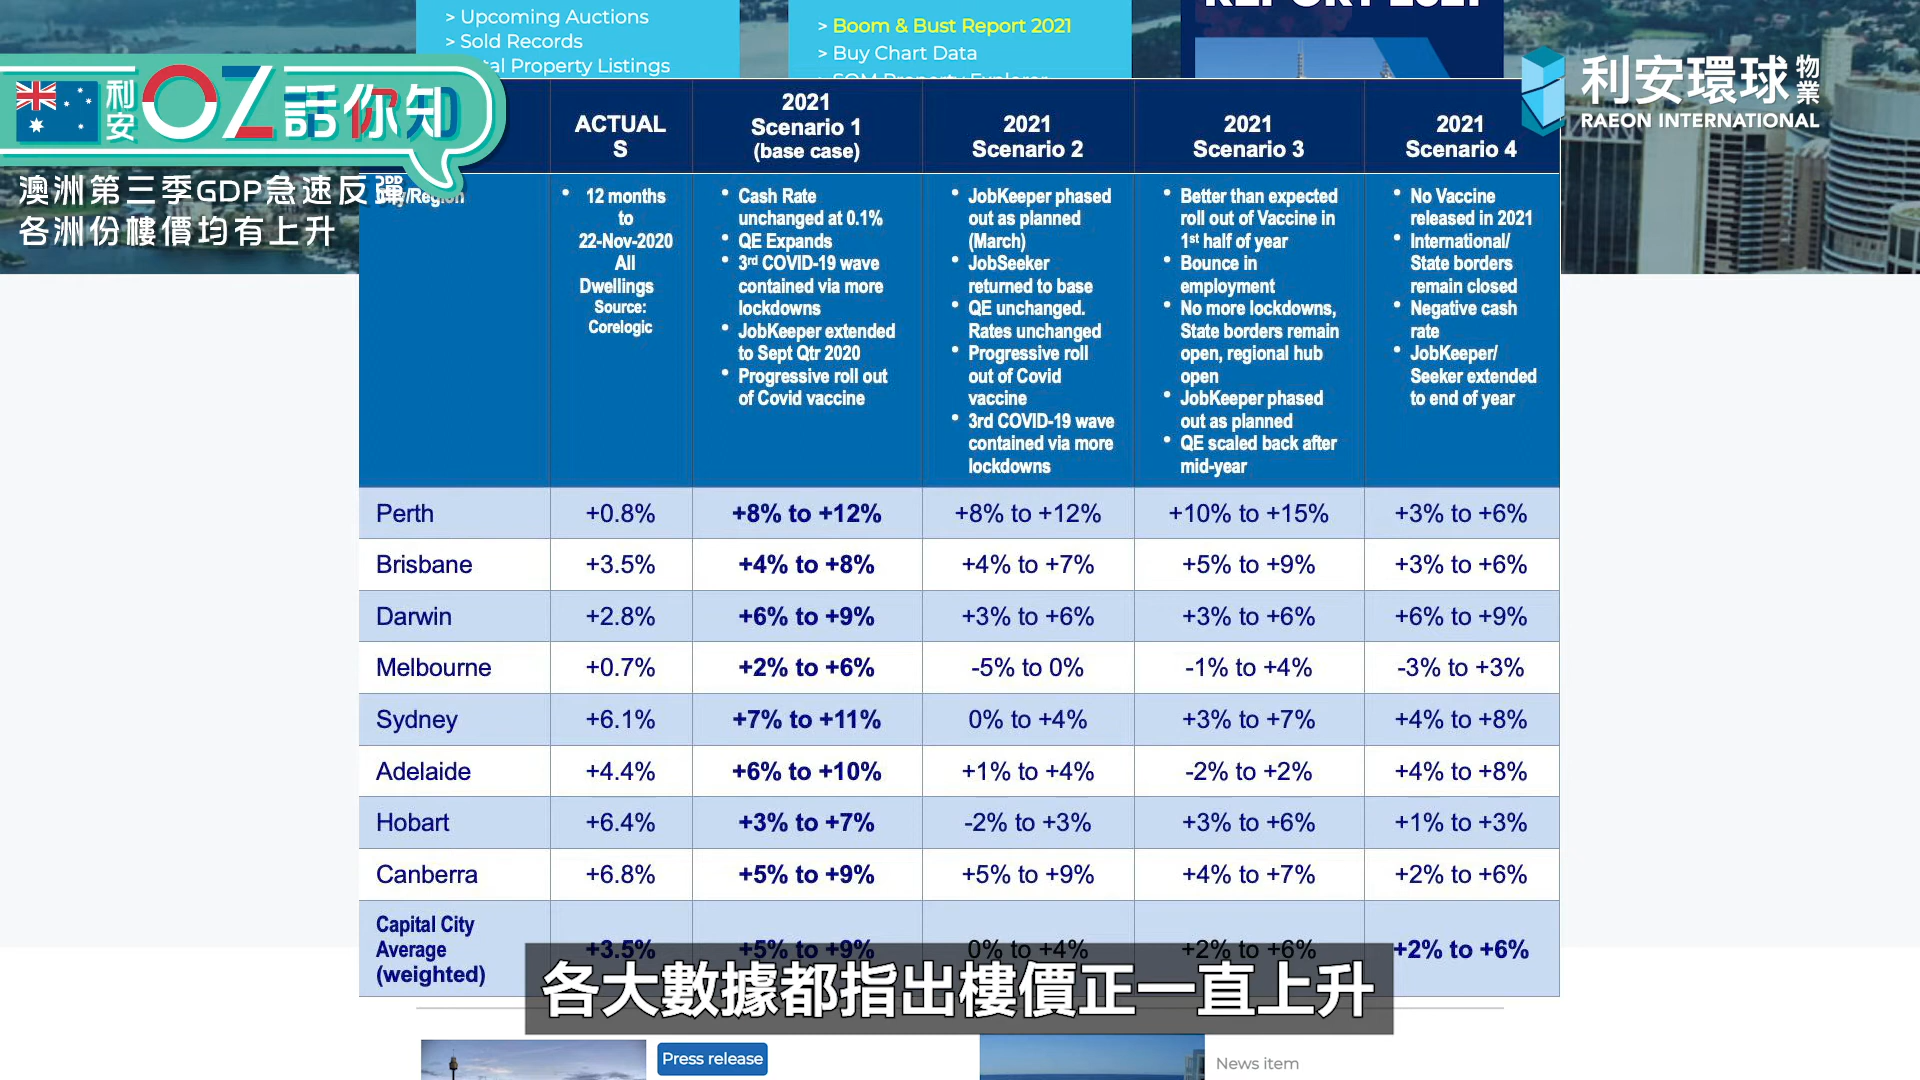 > Upcoming Auctions
> Sold Records
tal Property Listings
> Boom & Bust Report 2021
> Buy Chart Data
利安
OZ話你知
澳洲第三季GDP急速反彈
各洲份樓價均有上升
利安環球物業
RAEON INTERNATIONAL
ACTUAL
S
2021
Scenario 1
(base case)
2021
Scenario 2
2021
Scenario 3
2021
Scenario 4
/Region
• 12 months
to
22-Nov-2020
All
Dwellings
Source:
Corelogic
• Cash Rate
unchanged at 0.1%
• QE Expands
• 3rd COVID-19 wave
contained via more
lockdowns
• JobKeeper extended
to Sept Qtr 2020
• Progressive roll out
of Covid vaccine
• JobKeeper phased
out as planned
(March)
• JobSeeker
returned to base
• QE unchanged.
Rates unchanged
• Progressive roll
out of Covid
vaccine
• 3rd COVID-19 wave
contained via more
lockdowns
• Better than expected
roll out of Vaccine in
1st half of year
• Bounce in
employment
• No more lockdowns,
State borders remain
open, regional hub
open
• JobKeeper phased
out as planned
• QE scaled back after
mid-year
• No Vaccine
released in 2021
• International/
State borders
remain closed
• Negative cash
rate
• JobKeeper/
Seeker extended
to end of year
Perth +0.8% +8% to +12% +8% to +12% +10% to +15% +3% to +6%
Brisbane +3.5% +4% to +8% +4% to +7% +5% to +9% +3% to +6%
Darwin +2.8% +6% to +9% +3% to +6% +3% to +6% +6% to +9%
Melbourne +0.7% +2% to +6% -5% to 0% -1% to +4% -3% to +3%
Sydney +6.1% +7% to +11% 0% to +4% +3% to +7% +4% to +8%
Adelaide +4.4% +6% to +10% +1% to +4% -2% to +2% +4% to +8%
Hobart +6.4% +3% to +7% -2% to +3% +3% to +6% +1% to +3%
Canberra +6.8% +5% to +9% +5% to +9% +4% to +7% +2% to +6%
Capital City
Average
(weighted) +3.5% +5% to +9% 0% to +4% +2% to +6% +2% to +6%
各大數據都指出樓價正一直上升
Press release
News item